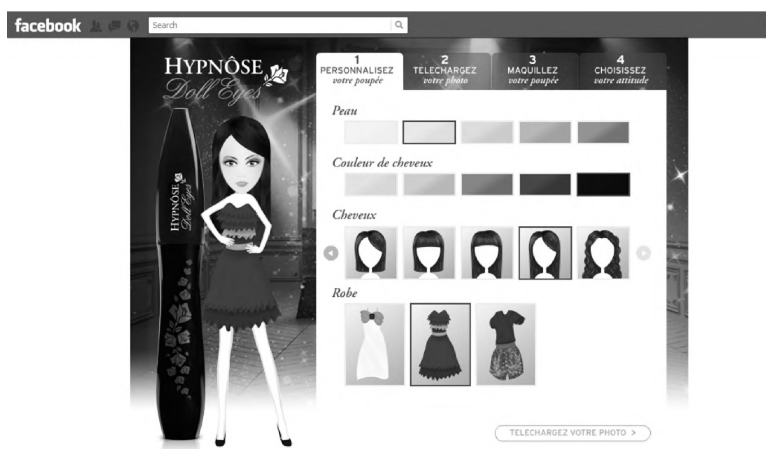 facebook
Search
HYPNÔSE
Doll Eyes
1
PERSONNALISEZ
votre poupée
2
TELECHARGEZ
votre photo
3
MAQUILLEZ
votre poupée
4
CHOISISSEZ
votre attitude
Peau
Couleur de cheveux
Cheveux
Robe
HYPNÔSE
Doll Eyes
TELECHARGEZ VOTRE PHOTO >